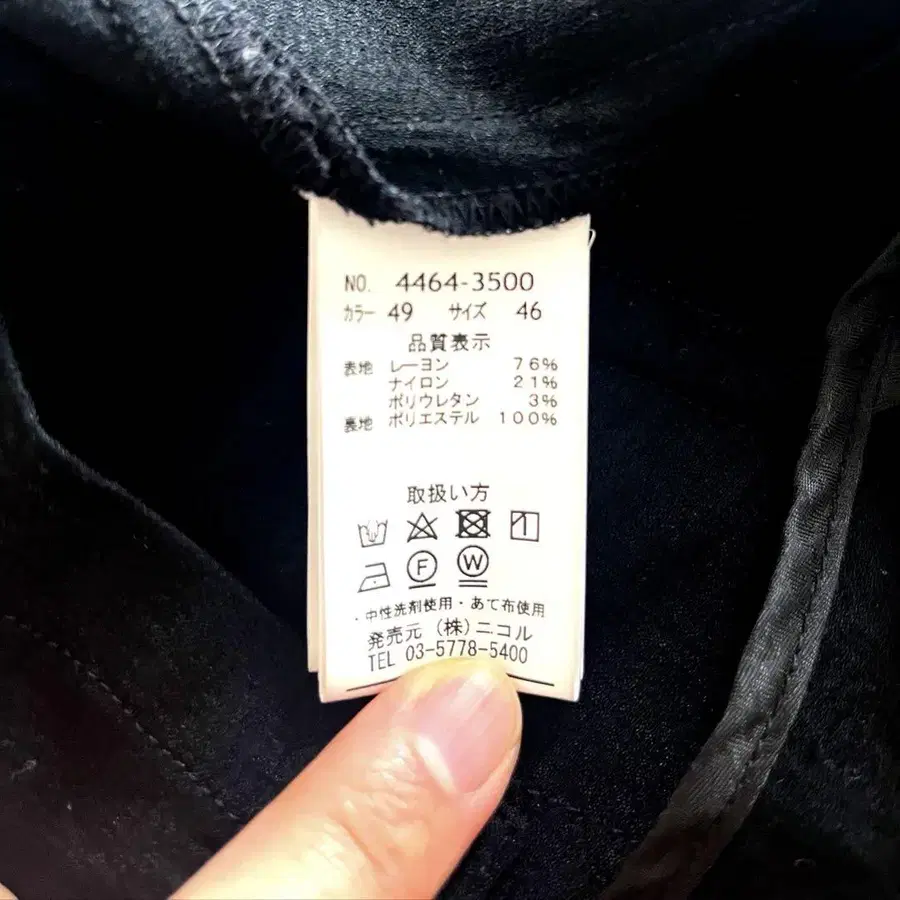 NO. 4464-3500
カラー 49 サイズ 46
品質表示
表地 レーヨン 76%
ナイロン 21%
ポリウレタン 3%
裏地 ポリエステル 100%
取扱い方
F W
・中性洗剤使用・あて布使用
発売元 (株)ニコル
TEL 03-5778-5400